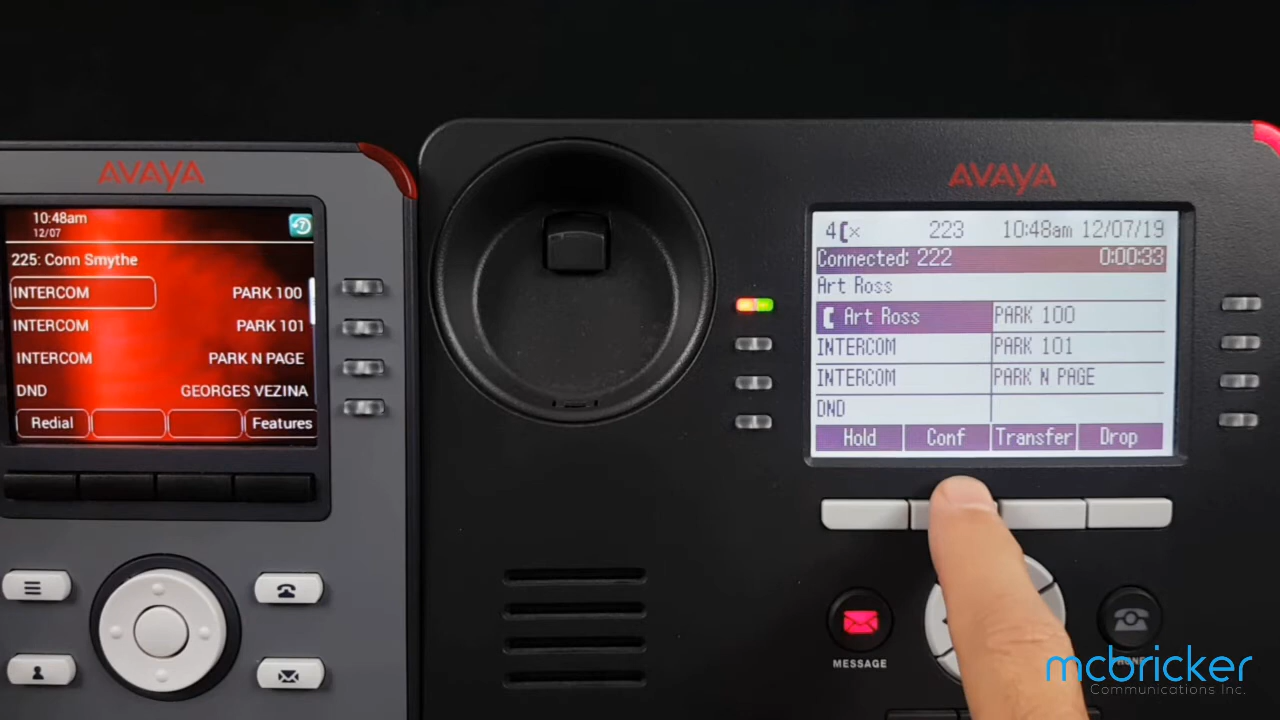 AVAYA
10:48am
12/07
7
225: Conn Smythe
INTERCOM PARK 100
INTERCOM PARK 101
INTERCOM PARK N PAGE
DND GEORGES VEZINA
Redial Features
AVAYA
4 223 10:48am 12/07/19
Connected: 222 0:00:33
Art Ross
Art Ross PARK 100
INTERCOM PARK 101
INTERCOM PARK N PAGE
DND
Hold Conf Transfer Drop
MESSAGE
mcbricker
Communications Inc.